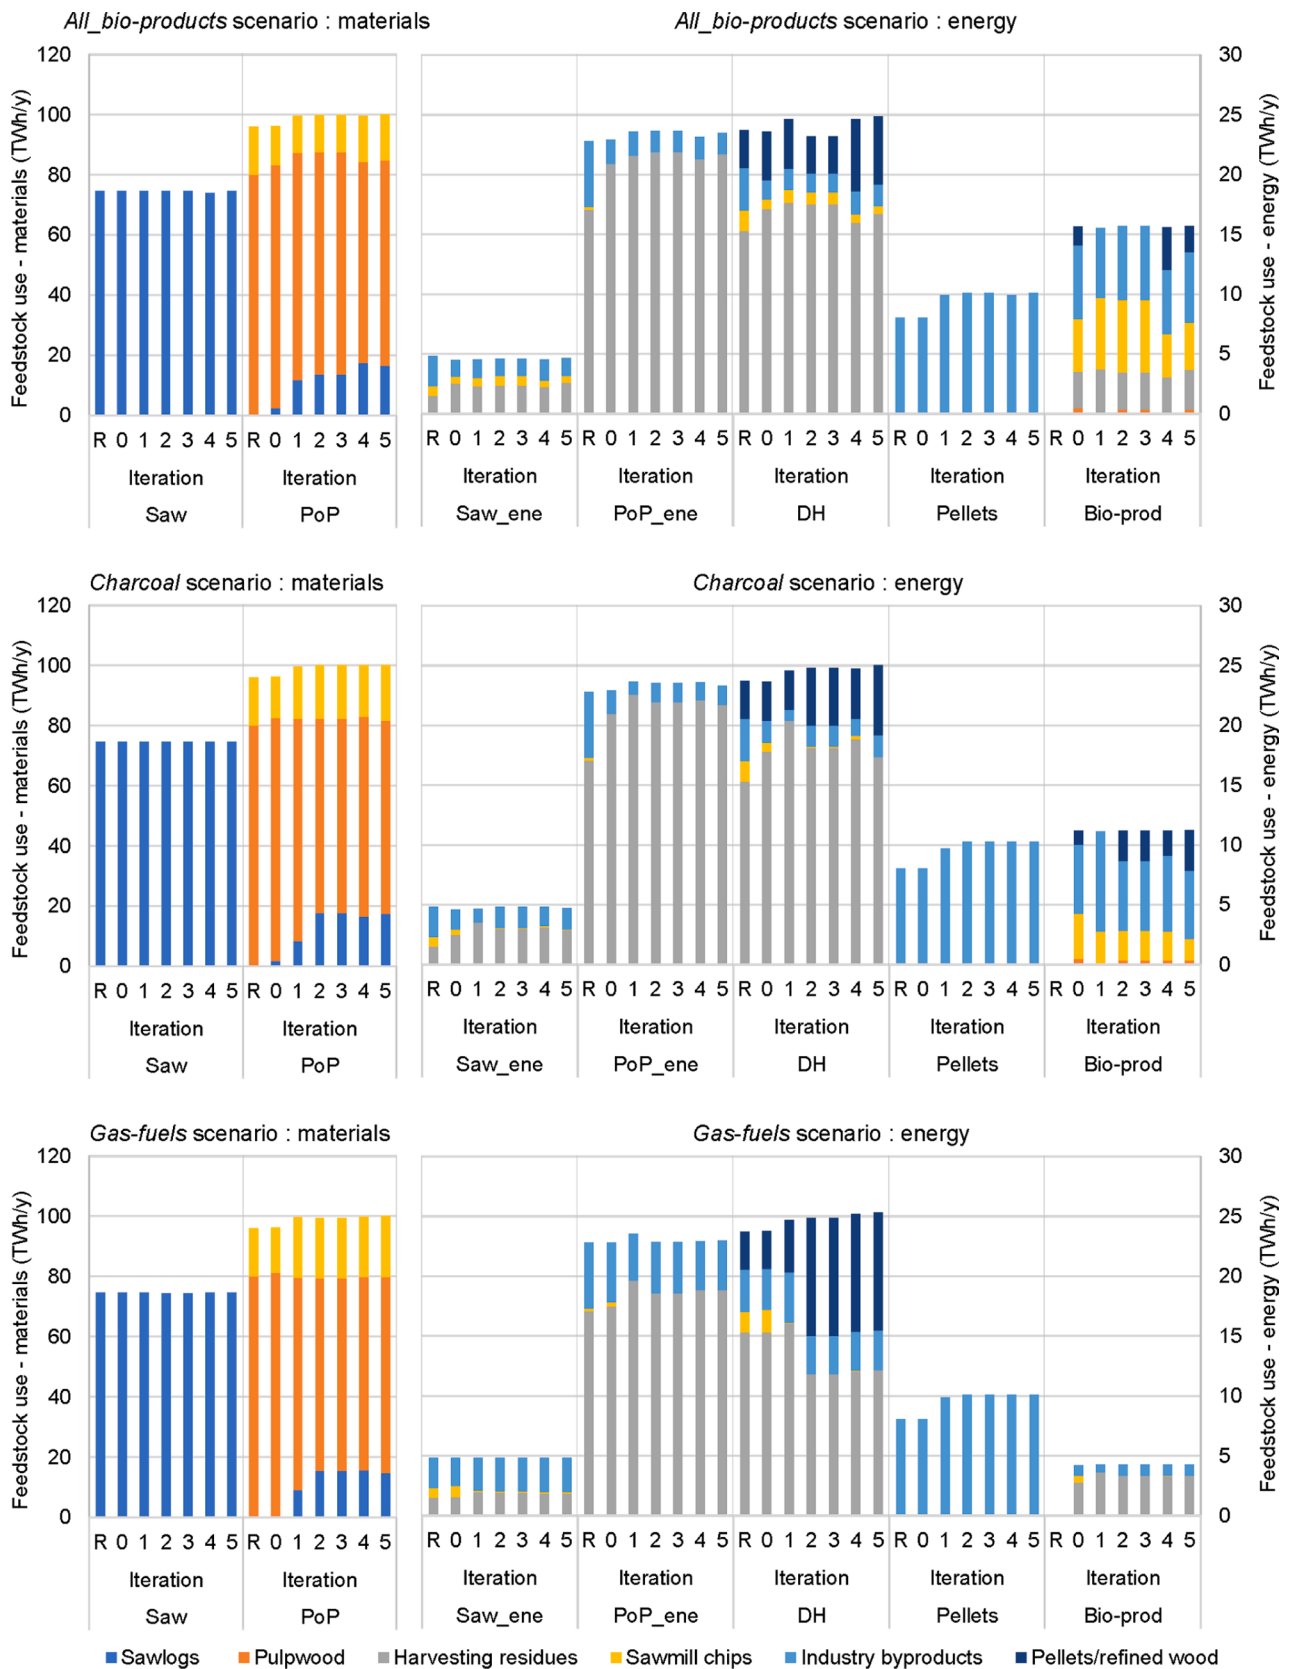 All_bio-products scenario : materials
All_bio-products scenario : energy
Feedstock use - materials (TWh/y)
120
100
80
60
40
20
0
30
25
20
15
10
5
0
Feedstock use - energy (TWh/y)
R 0 1 2 3 4 5 R 0 1 2 3 4 5 R 0 1 2 3 4 5 R 0 1 2 3 4 5 R 0 1 2 3 4 5 R 0 1 2 3 4 5 R 0 1 2 3 4 5
Iteration Iteration Iteration Iteration Iteration Iteration Iteration
Saw PoP Saw_ene PoP_ene DH Pellets Bio-prod
Charcoal scenario : materials
Charcoal scenario : energy
Feedstock use - materials (TWh/y)
120
100
80
60
40
20
0
30
25
20
15
10
5
0
Feedstock use - energy (TWh/y)
R 0 1 2 3 4 5 R 0 1 2 3 4 5 R 0 1 2 3 4 5 R 0 1 2 3 4 5 R 0 1 2 3 4 5 R 0 1 2 3 4 5 R 0 1 2 3 4 5
Iteration Iteration Iteration Iteration Iteration Iteration Iteration
Saw PoP Saw_ene PoP_ene DH Pellets Bio-prod
Gas-fuels scenario : materials
Gas-fuels scenario : energy
Feedstock use - materials (TWh/y)
120
100
80
60
40
20
0
30
25
20
15
10
5
0
Feedstock use - energy (TWh/y)
R 0 1 2 3 4 5 R 0 1 2 3 4 5 R 0 1 2 3 4 5 R 0 1 2 3 4 5 R 0 1 2 3 4 5 R 0 1 2 3 4 5 R 0 1 2 3 4 5
Iteration Iteration Iteration Iteration Iteration Iteration Iteration
Saw PoP Saw_ene PoP_ene DH Pellets Bio-prod
Sawlogs Pulpwood Harvesting residues Sawmill chips Industry byproducts Pellets/refined wood